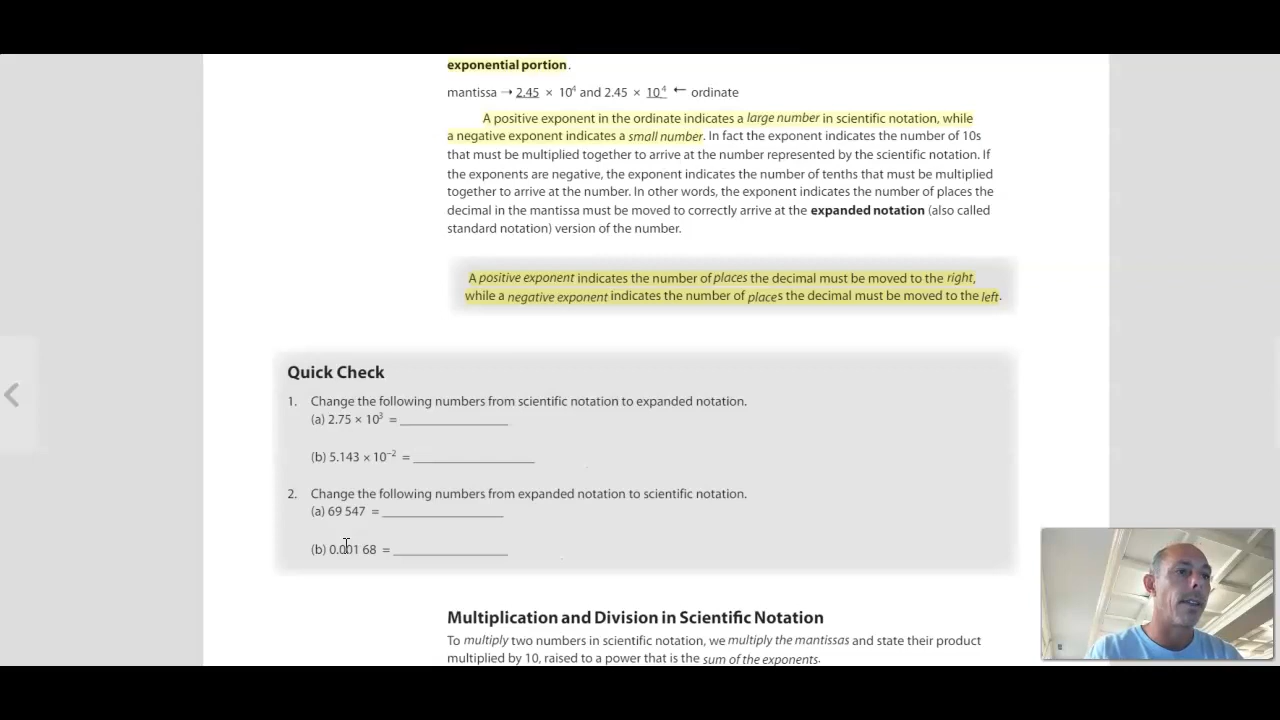 exponential portion.
mantissa → 2.45 × 10⁴ and 2.45 × 10⁴ ← ordinate
A positive exponent in the ordinate indicates a large number in scientific notation, while
a negative exponent indicates a small number. In fact the exponent indicates the number of 10s
that must be multiplied together to arrive at the number represented by the scientific notation. If
the exponents are negative, the exponent indicates the number of tenths that must be multiplied
together to arrive at the number. In other words, the exponent indicates the number of places the
decimal in the mantissa must be moved to correctly arrive at the expanded notation (also called
standard notation) version of the number.
A positive exponent indicates the number of places the decimal must be moved to the right,
while a negative exponent indicates the number of places the decimal must be moved to the left.
Quick Check
1. Change the following numbers from scientific notation to expanded notation.
(a) 2.75 × 10³ = _______________
(b) 5.143 × 10⁻² = _______________
2. Change the following numbers from expanded notation to scientific notation.
(a) 69 547 = _______________
(b) 0.001 68 = _______________
Multiplication and Division in Scientific Notation
To multiply two numbers in scientific notation, we multiply the mantissas and state their product
multiplied by 10, raised to a power that is the sum of the exponents.